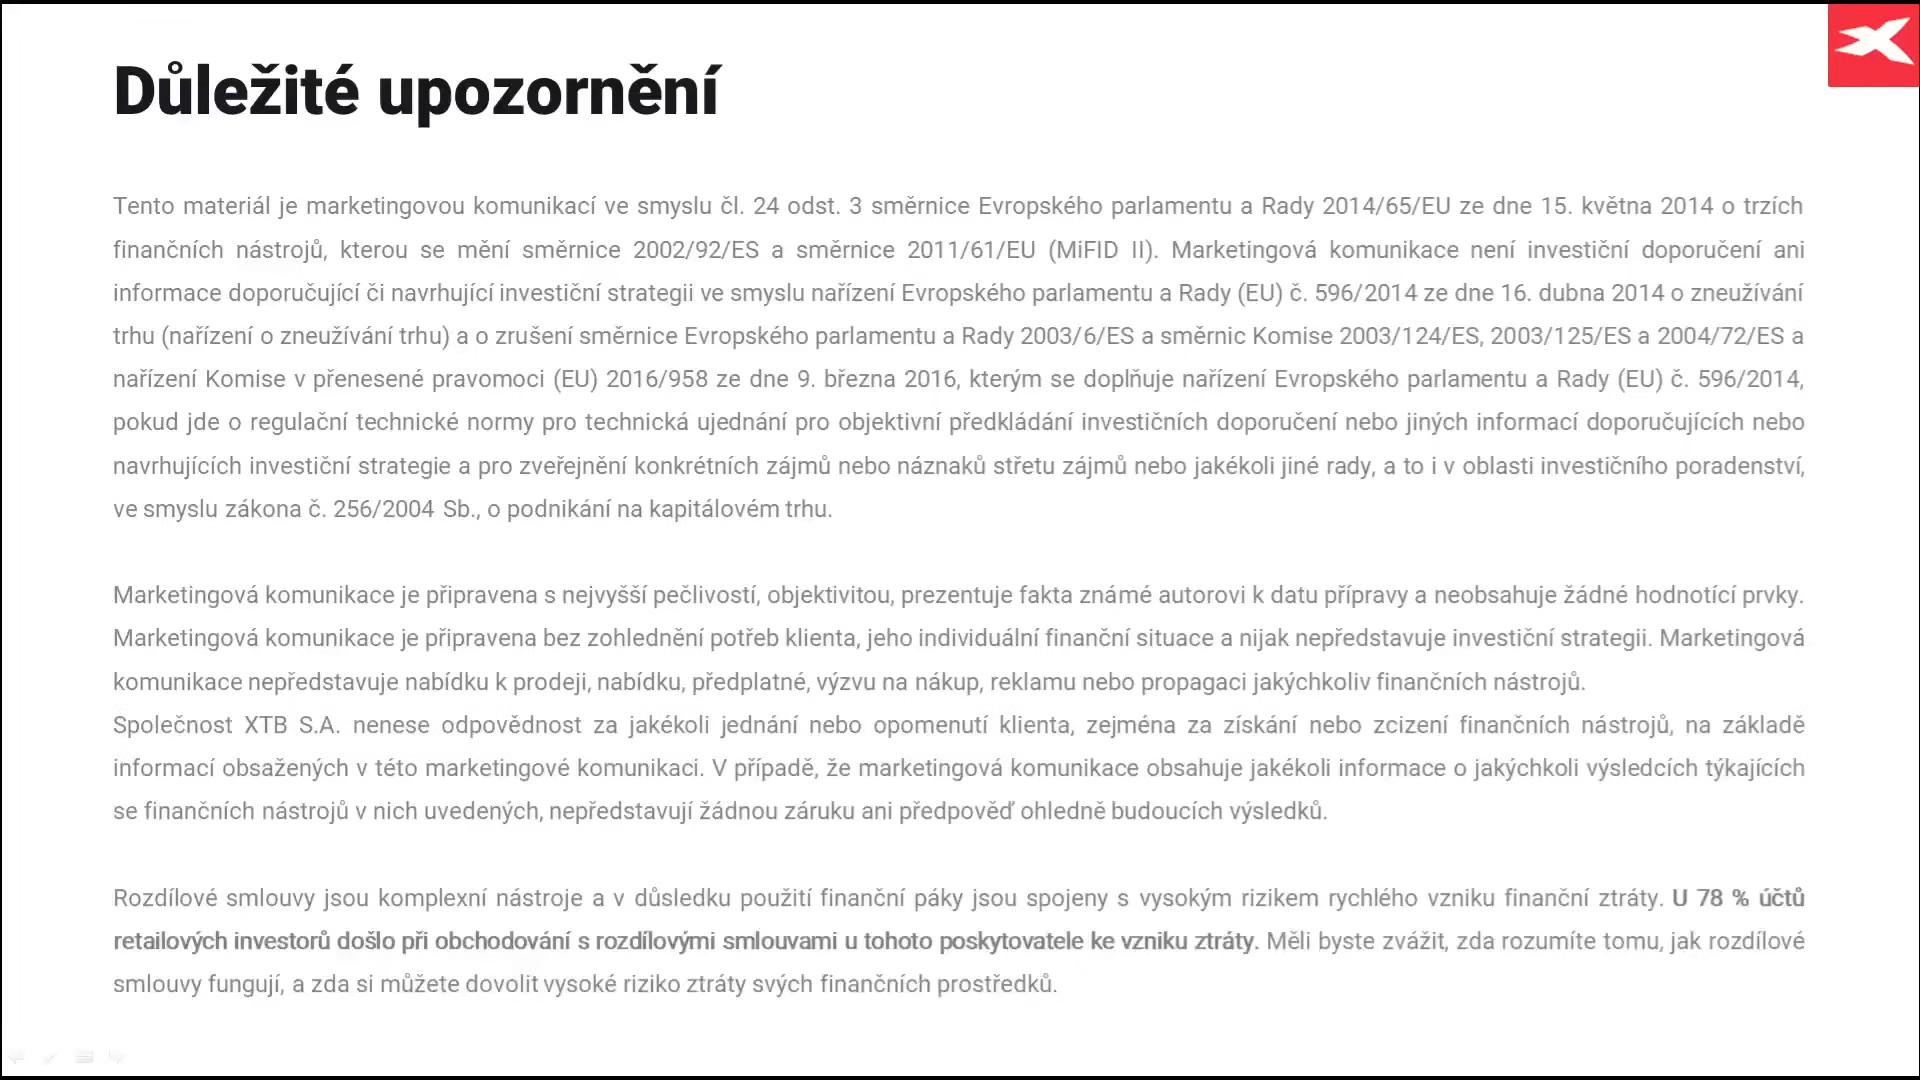 Důležité upozornění
Tento materiál je marketingovou komunikací ve smyslu čl. 24 odst. 3 směrnice Evropského parlamentu a Rady 2014/65/EU ze dne 15. května 2014 o trzích
finančních nástrojů, kterou se mění směrnice 2002/92/ES a směrnice 2011/61/EU (MiFID II). Marketingová komunikace není investiční doporučení ani
informace doporučující či navrhující investiční strategii ve smyslu nařízení Evropského parlamentu a Rady (EU) č. 596/2014 ze dne 16. dubna 2014 o zneužívání
trhu (nařízení o zneužívání trhu) a o zrušení směrnice Evropského parlamentu a Rady 2003/6/ES a směrnic Komise 2003/124/ES, 2003/125/ES a 2004/72/ES a
nařízení Komise v přenesené pravomoci (EU) 2016/958 ze dne 9. března 2016, kterým se doplňuje nařízení Evropského parlamentu a Rady (EU) č. 596/2014,
pokud jde o regulační technické normy pro technická ujednání pro objektivní předkládání investičních doporučení nebo jiných informací doporučujících nebo
navrhujících investiční strategie a pro zveřejnění konkrétních zájmů nebo náznaků střetu zájmů nebo jakékoli jiné rady, a to i v oblasti investičního poradenství,
ve smyslu zákona č. 256/2004 Sb., o podnikání na kapitálovém trhu.
Marketingová komunikace je připravena s nejvyšší pečlivostí, objektivitou, prezentuje fakta známé autorovi k datu přípravy a neobsahuje žádné hodnotící prvky.
Marketingová komunikace je připravena bez zohlednění potřeb klienta, jeho individuální finanční situace a nijak nepředstavuje investiční strategii. Marketingová
komunikace nepředstavuje nabídku k prodeji, nabídku, předplatné, výzvu na nákup, reklamu nebo propagaci jakýchkoliv finančních nástrojů.
Společnost XTB S.A. nenese odpovědnost za jakékoli jednání nebo opomenutí klienta, zejména za získání nebo zcizení finančních nástrojů, na základě
informací obsažených v této marketingové komunikaci. V případě, že marketingová komunikace obsahuje jakékoli informace o jakýchkoli výsledcích týkajících
se finančních nástrojů v nich uvedených, nepředstavují žádnou záruku ani předpověď ohledně budoucích výsledků.
Rozdílové smlouvy jsou komplexní nástroje a v důsledku použití finanční páky jsou spojeny s vysokým rizikem rychlého vzniku finanční ztráty. U 78 % účtů
retailových investorů došlo při obchodování s rozdílovými smlouvami u tohoto poskytovatele ke vzniku ztráty. Měli byste zvážit, zda rozumíte tomu, jak rozdílové
smlouvy fungují, a zda si můžete dovolit vysoké riziko ztráty svých finančních prostředků.